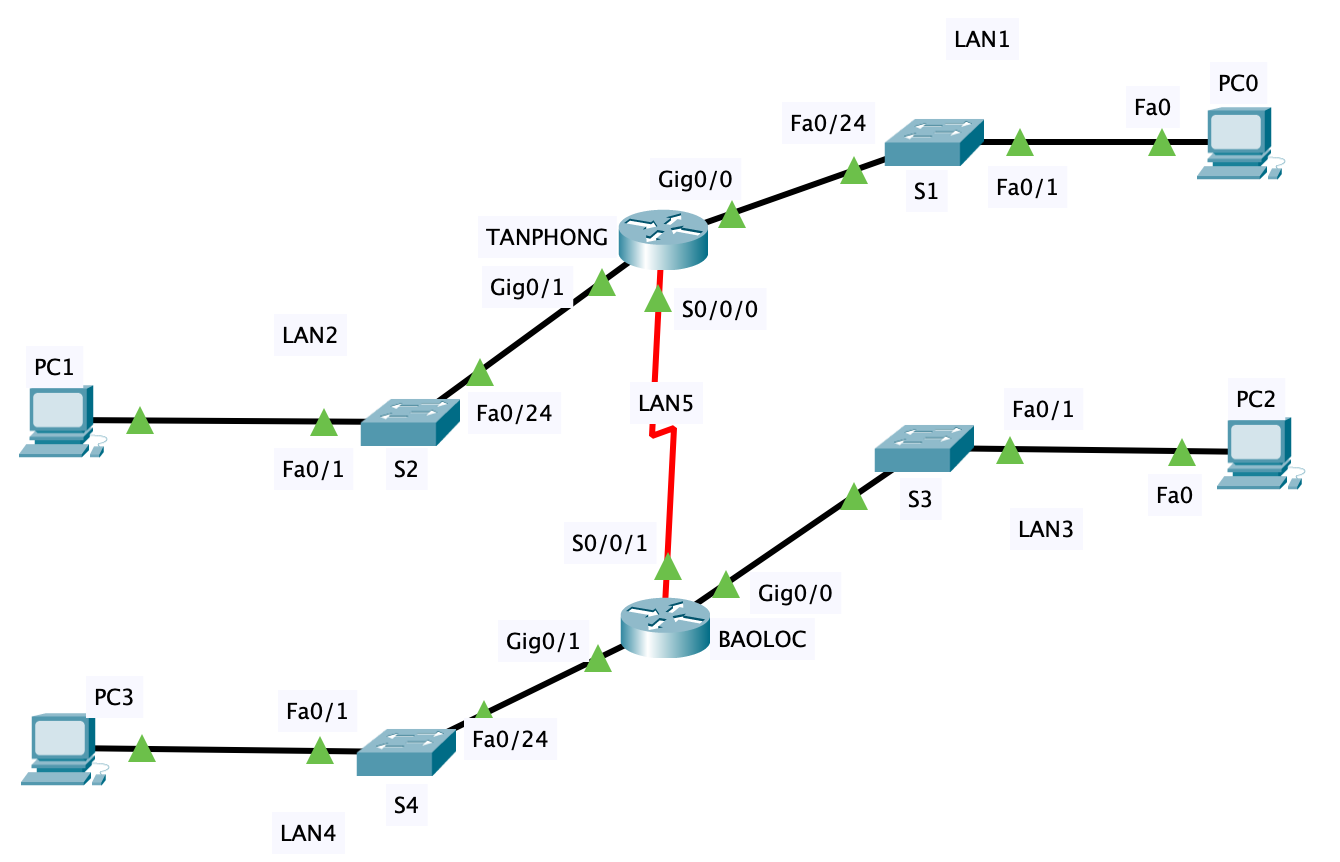 LAN1
PC0
Fa0
Fa0/24
Gig0/0
S1
Fa0/1
TANPHONG
Gig0/1
S0/0/0
LAN2
PC1
LAN5
Fa0/24
Fa0/1
S2
Fa0/1
PC2
S3
Fa0
LAN3
S0/0/1
Gig0/0
Gig0/1
BAOLOC
PC3
Fa0/1
Fa0/24
S4
LAN4